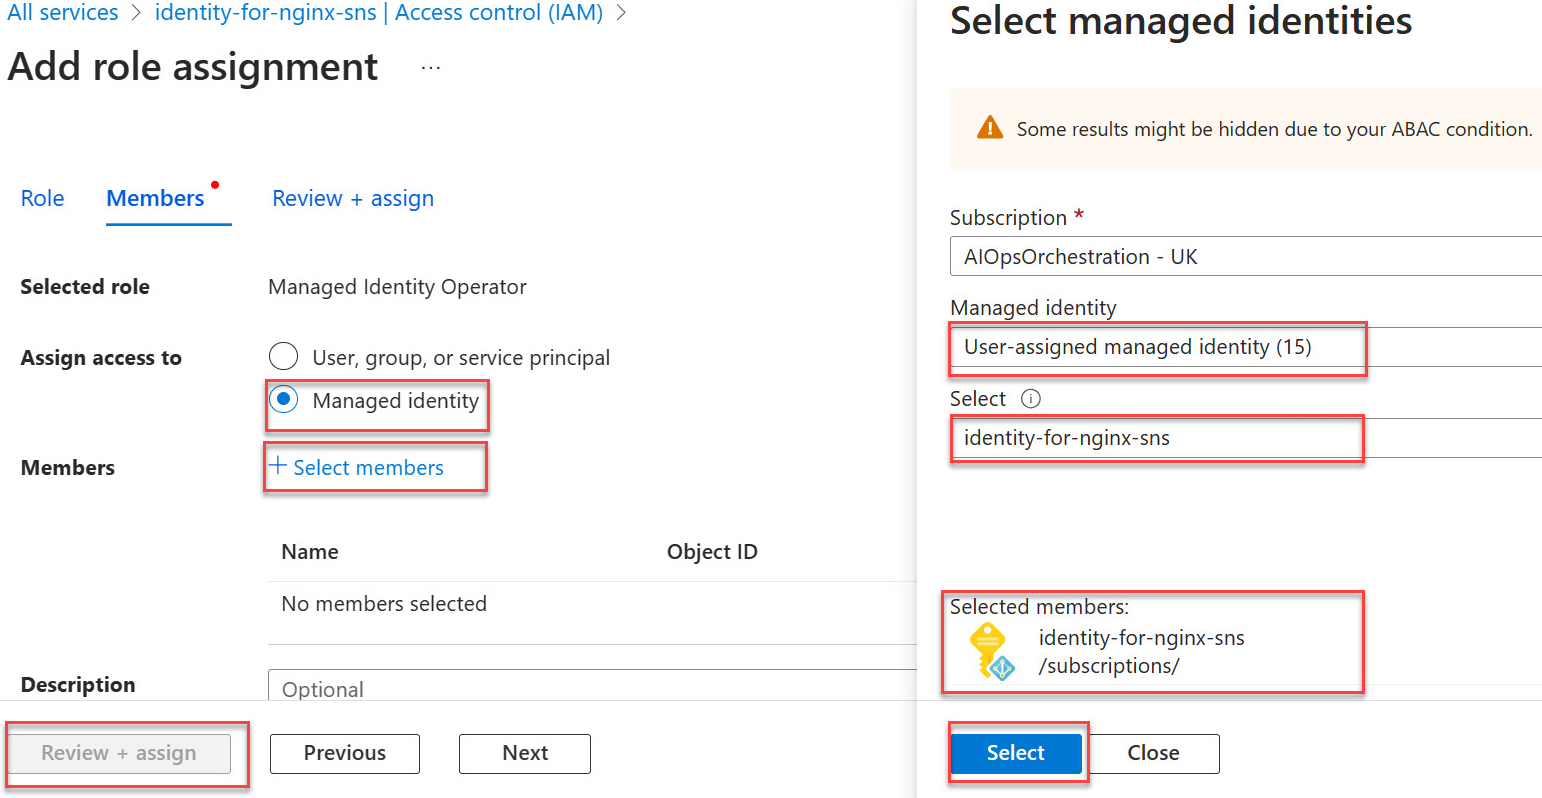 All services > identity-for-nginx-sns | Access control (IAM) >
Add role assignment ...
Role
Members
Review + assign
Selected role
Managed Identity Operator
Assign access to
User, group, or service principal
Managed identity
Members
+ Select members
Name
Object ID
No members selected
Description
Optional
Review + assign
Previous
Next
Select managed identities
Some results might be hidden due to your ABAC condition.
Subscription *
AIOpsOrchestration - UK
Managed identity
User-assigned managed identity (15)
Select
identity-for-nginx-sns
Selected members:
identity-for-nginx-sns
/subscriptions/
Select
Close